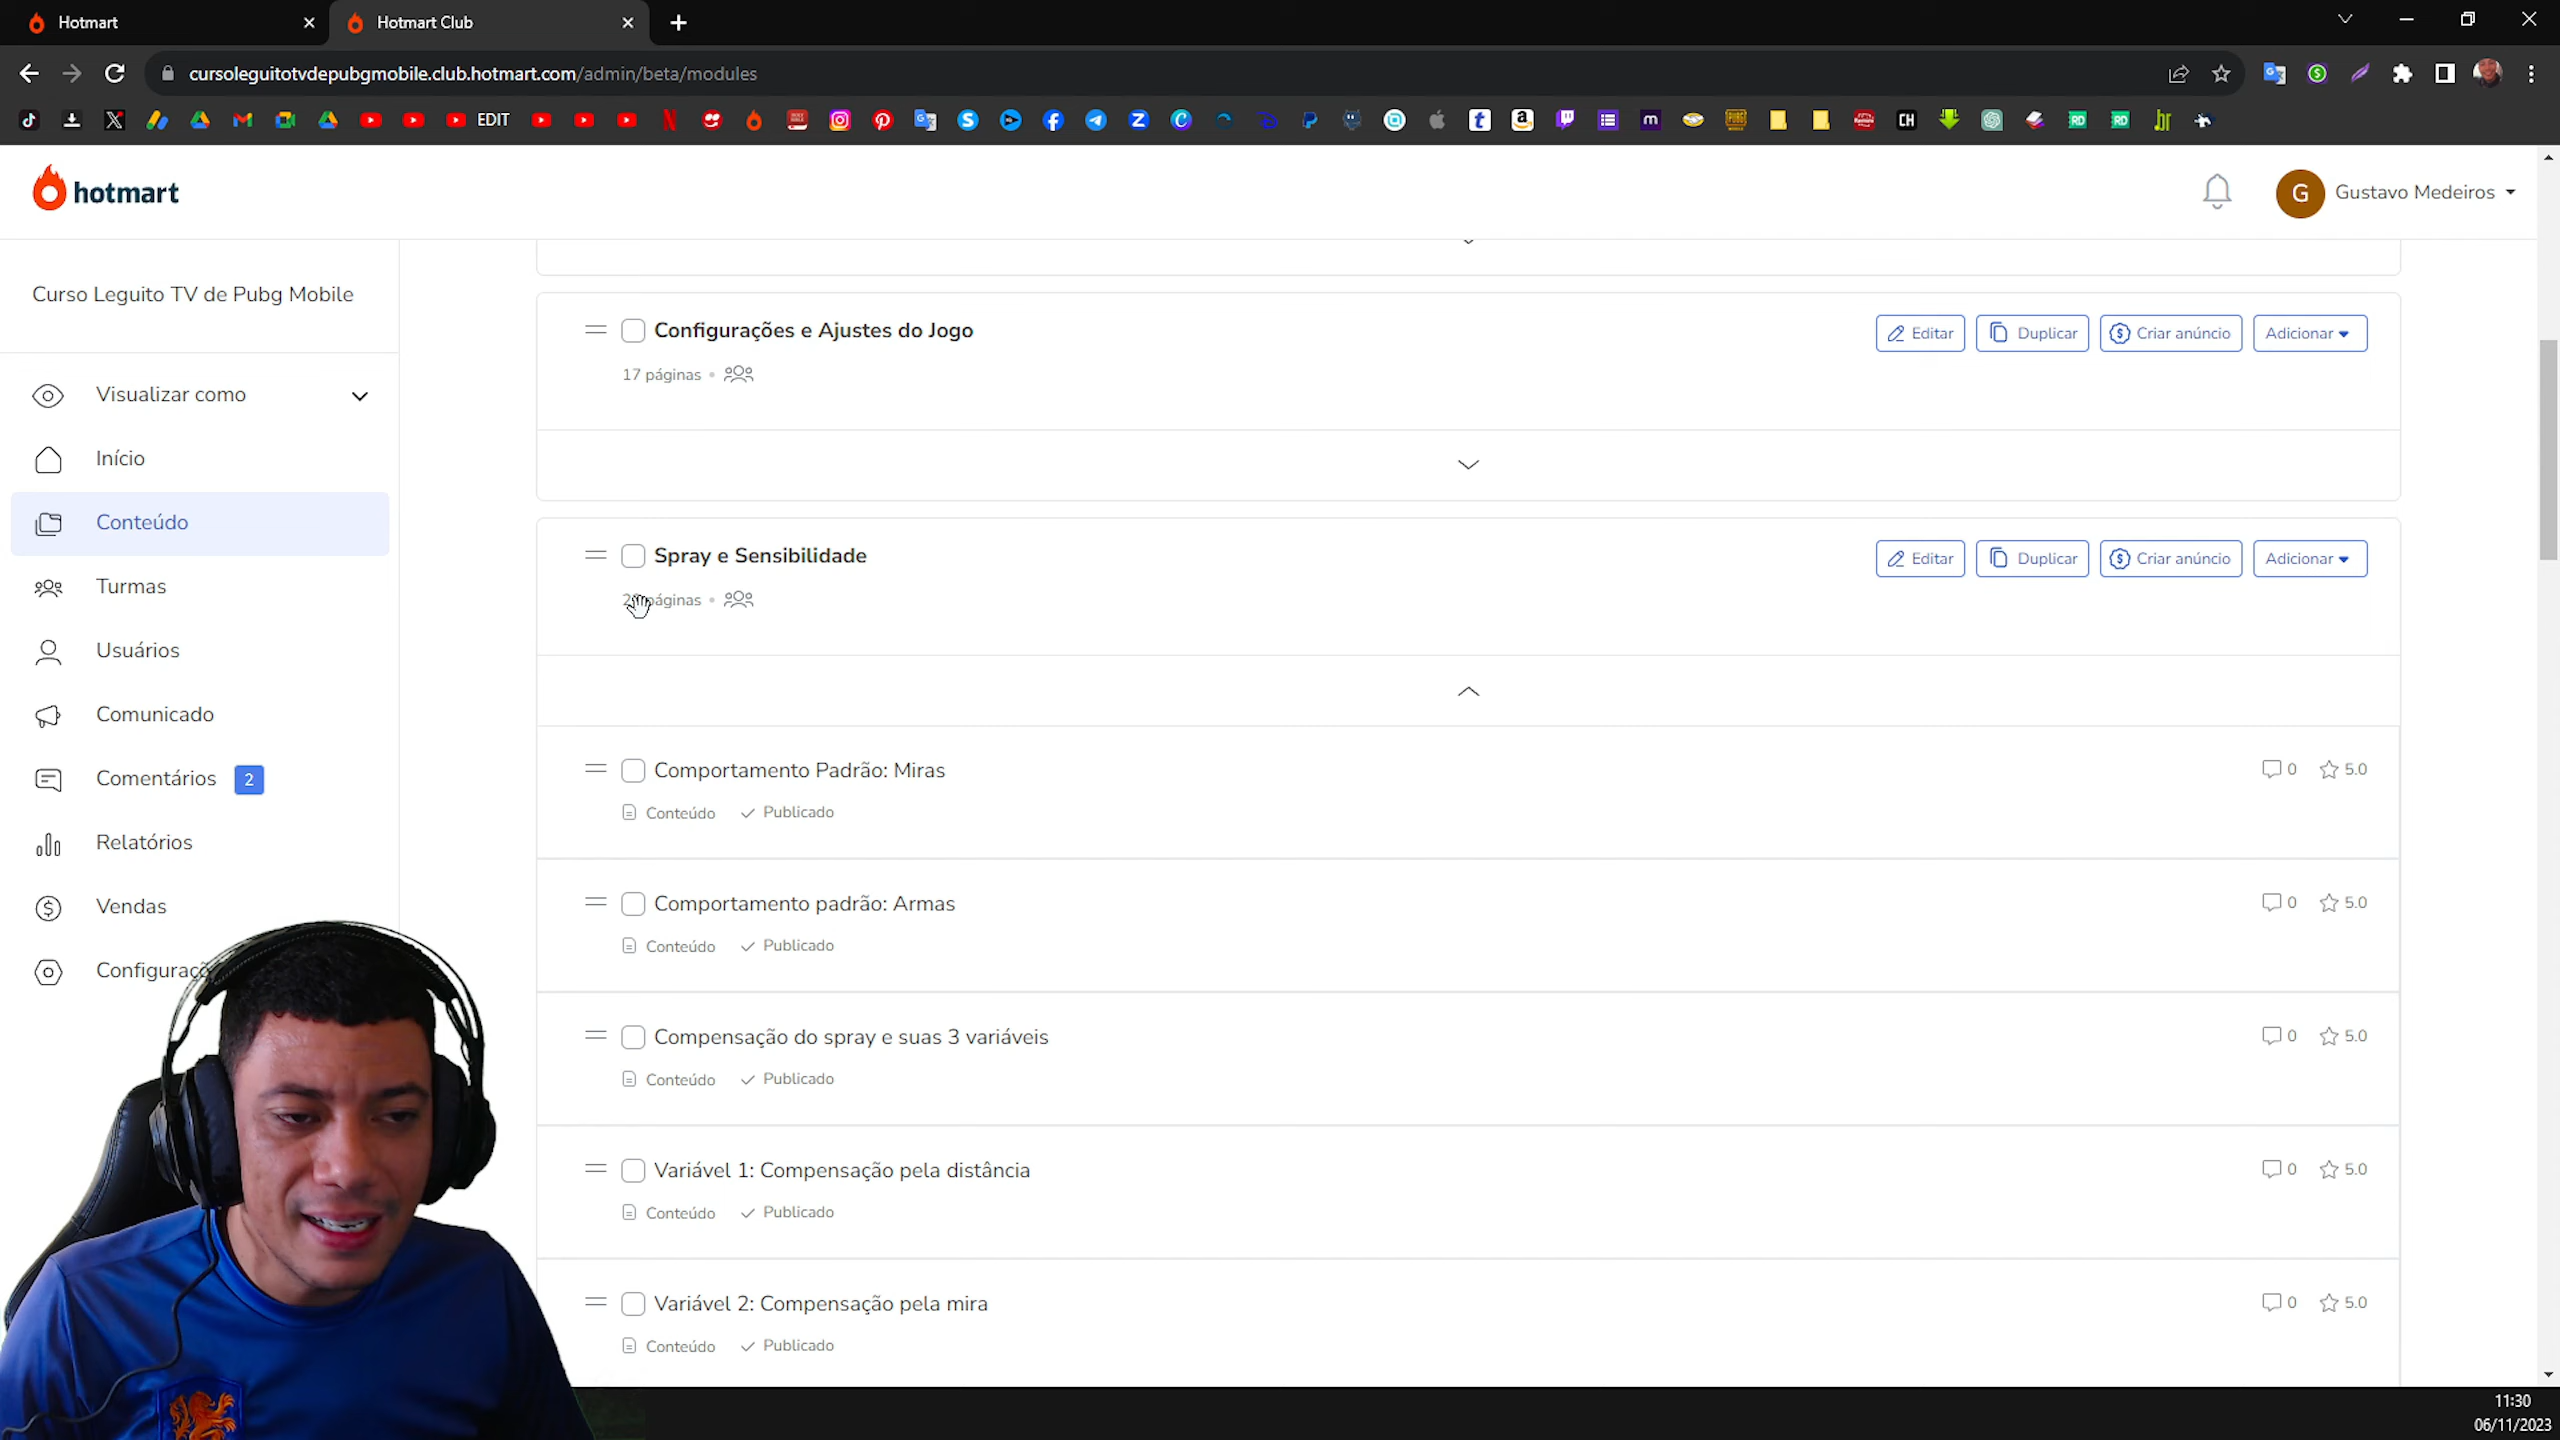 Hotmart
Hotmart Club
cursoleguitotvdepubgmobile.club.hotmart.com/admin/beta/modules
EDIT
CH
RD
RD
hotmart
G
Gustavo Medeiros
Curso Leguito TV de Pubg Mobile
Visualizar como
Início
Conteúdo
Turmas
Usuários
Comunicado
Comentários 2
Relatórios
Vendas
Configuraçõ
Configurações e Ajustes do Jogo
Editar
Duplicar
Criar anúncio
Adicionar
17 páginas
Spray e Sensibilidade
Editar
Duplicar
Criar anúncio
Adicionar
páginas
Comportamento Padrão: Miras
0 5.0
Conteúdo Publicado
Comportamento padrão: Armas
0 5.0
Conteúdo Publicado
Compensação do spray e suas 3 variáveis
0 5.0
Conteúdo Publicado
Variável 1: Compensação pela distância
0 5.0
Conteúdo Publicado
Variável 2: Compensação pela mira
0 5.0
Conteúdo Publicado
11:30
06/11/2023